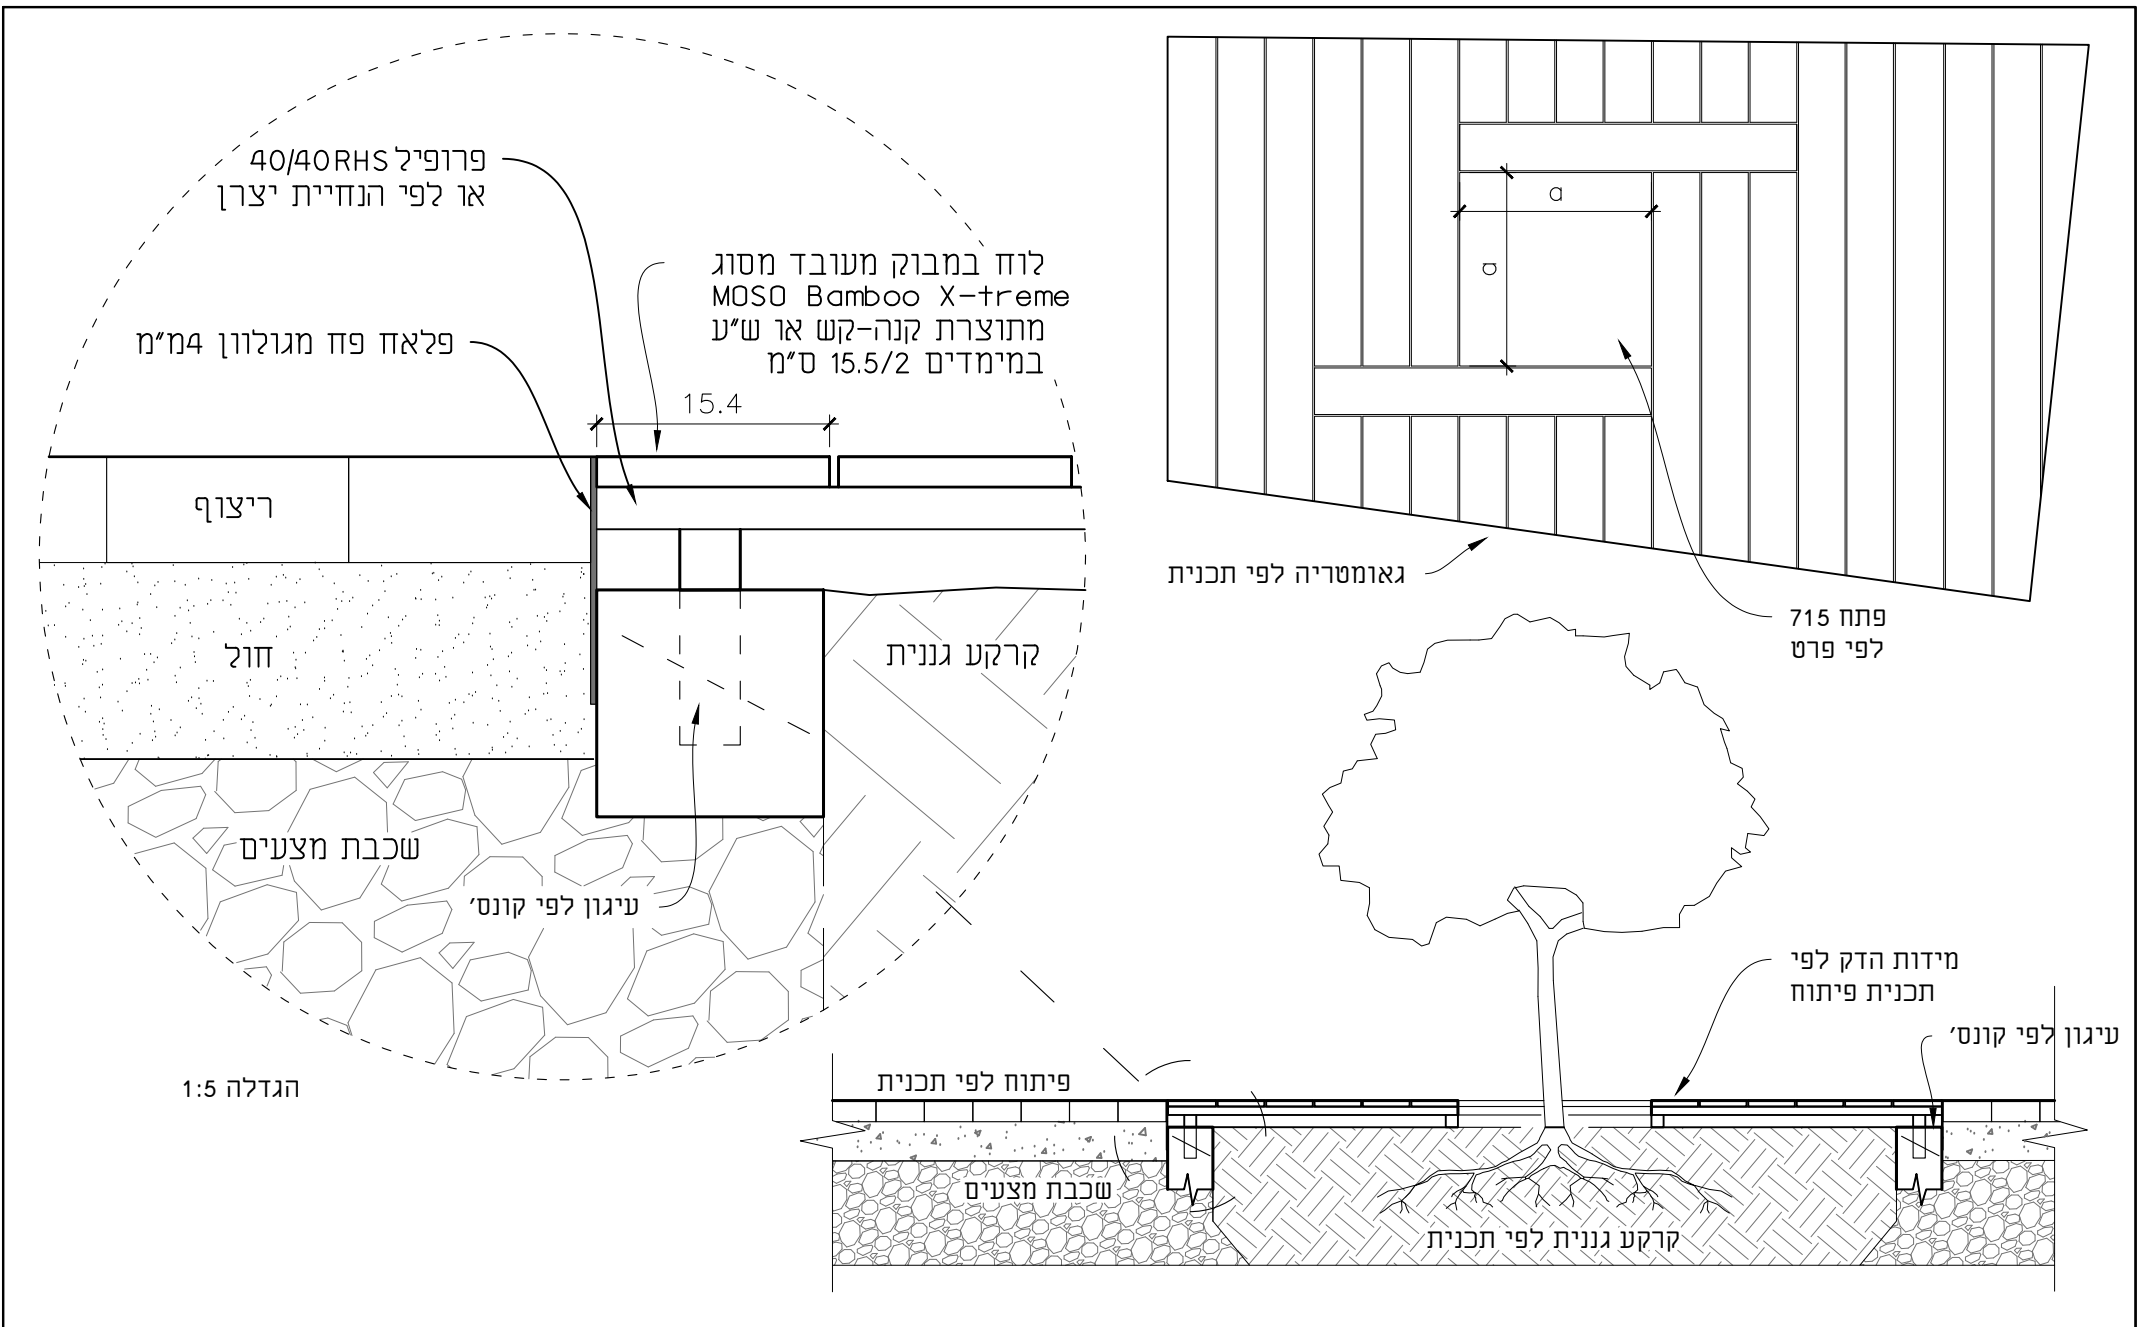 פרופיל 40/40RHS
או לפי הנחיית יצרן
לוח במבוק מעובד מסוג
MOSO Bamboo X-treme
מתוצרת קנה-קש או ש"ע
במימדים 15.5/2 ס"מ
פלאח פח מגולוון 4מ"מ
15.4
ריצוף
חול
קרקע גננית
שכבת מצעים
עיגון לפי קונס'
הגדלה 1:5
a
a
גאומטריה לפי תכנית
פתח 715
לפי פרט
מידות הדק לפי
תכנית פיתוח
עיגון לפי קונס'
פיתוח לפי תכנית
שכבת מצעים
קרקע גננית לפי תכנית